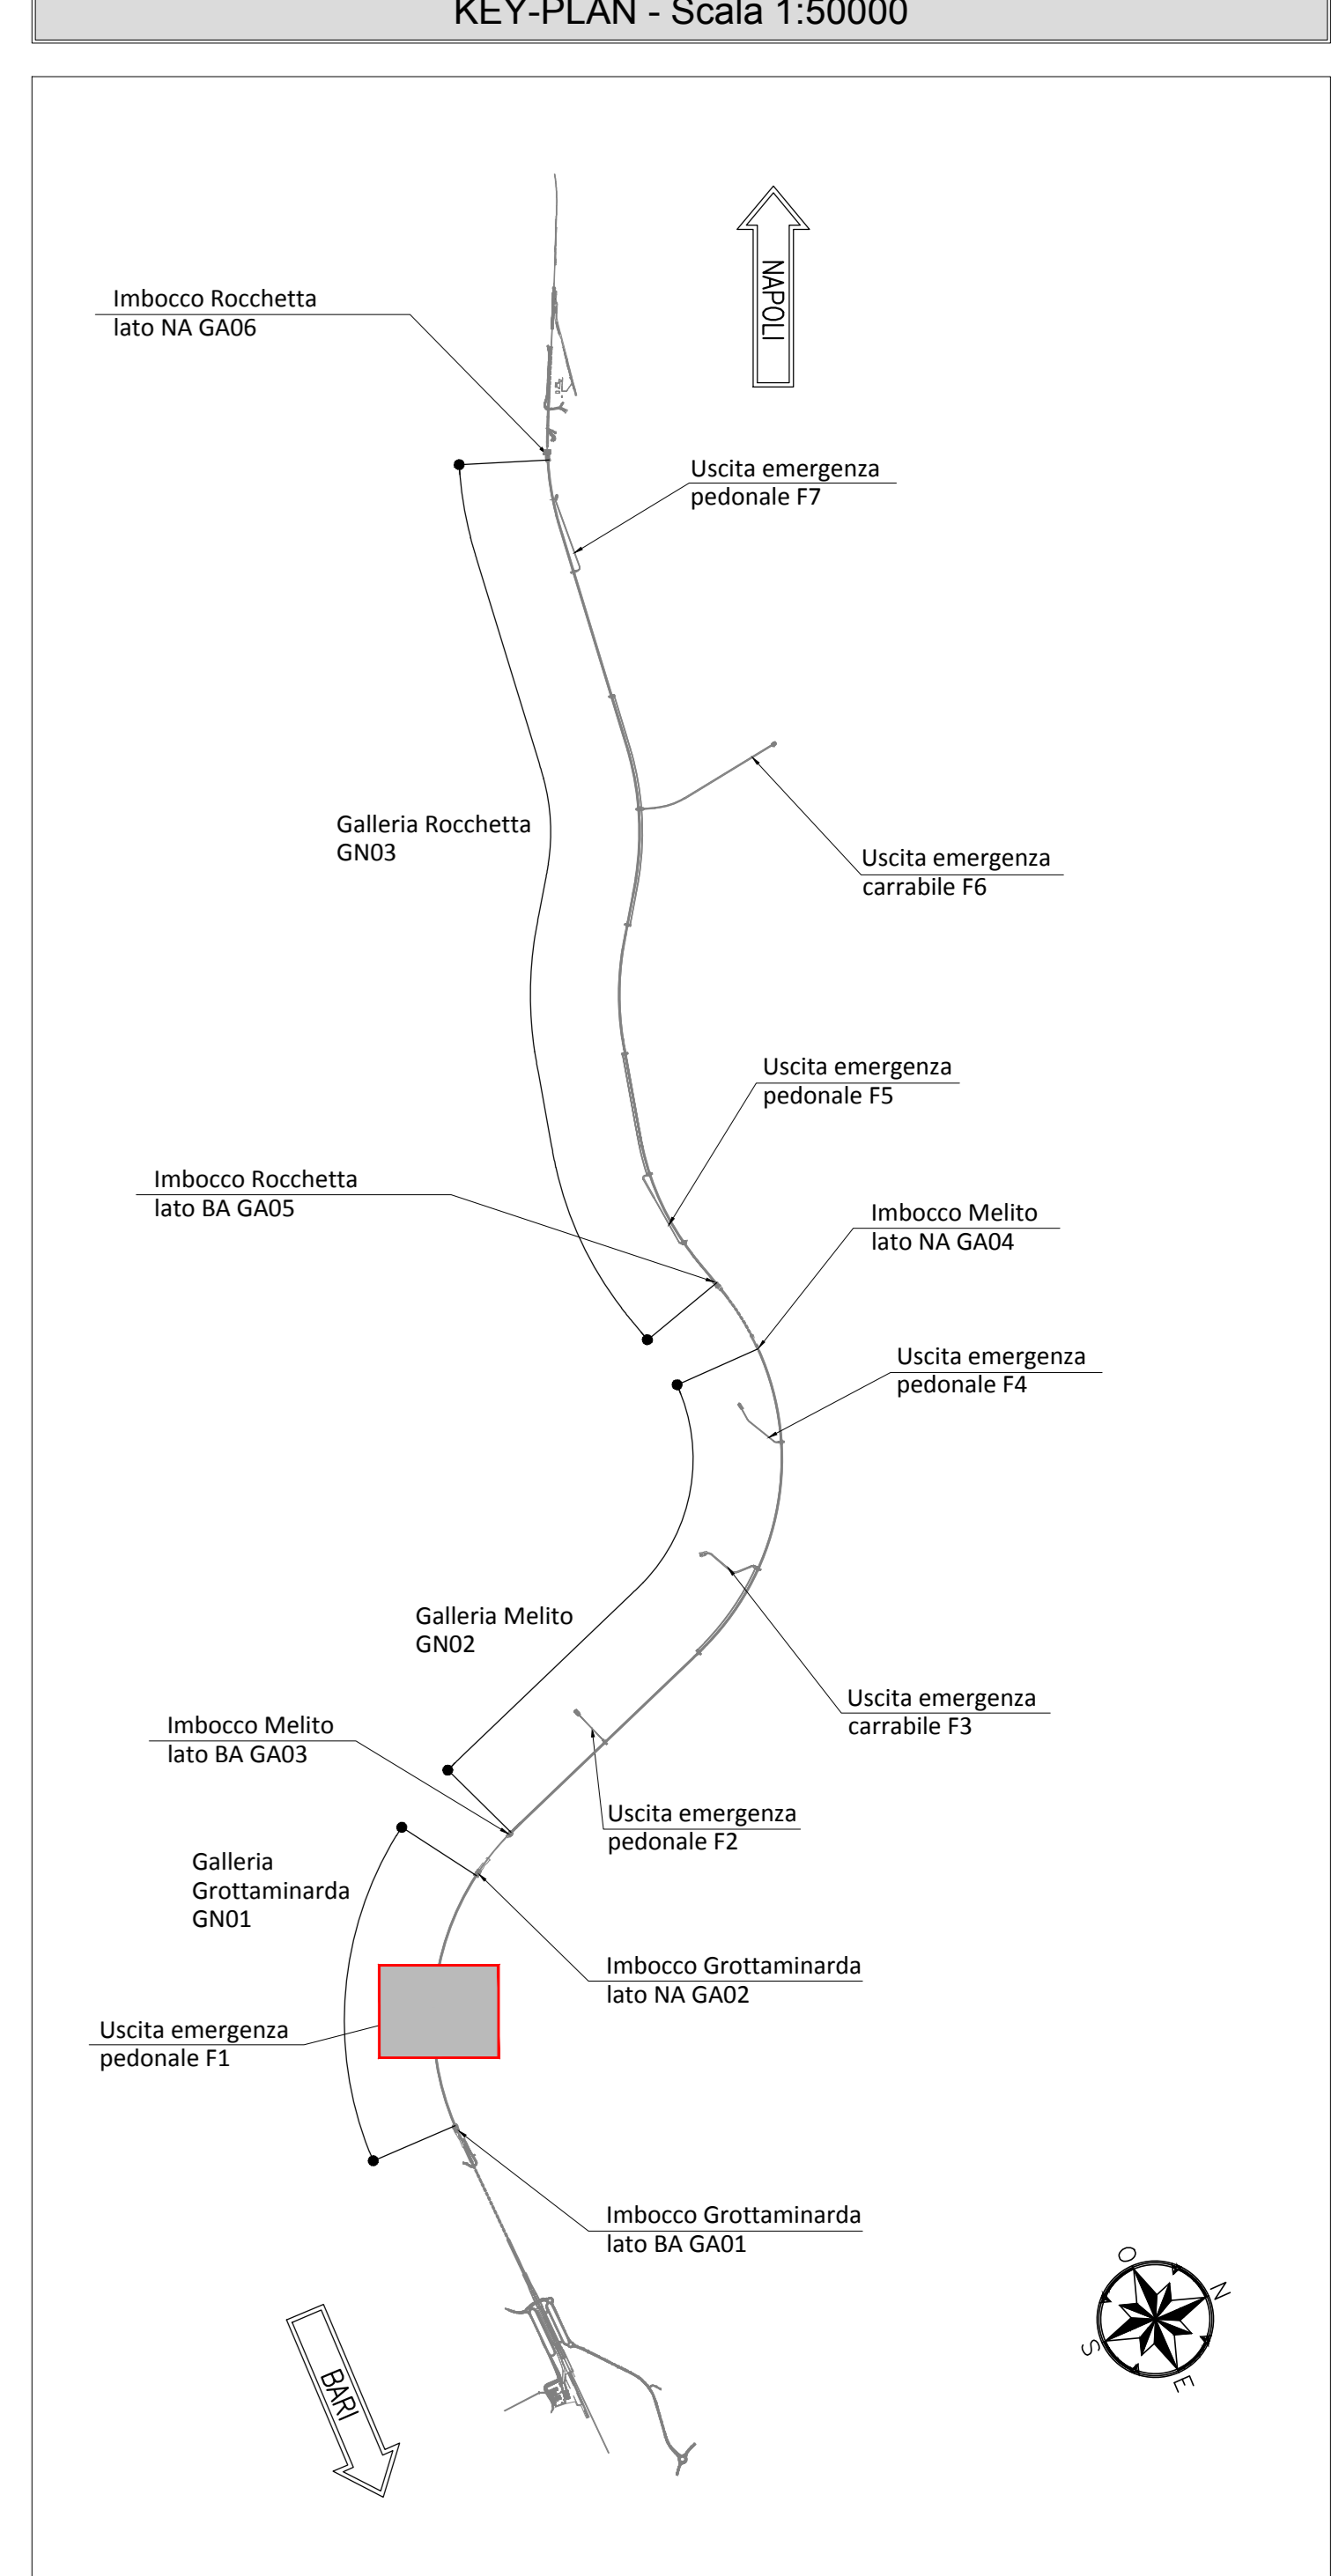 KEY-PLAN - Scala 1:50000
NAPOLI
Imbocco Rocchetta
lato NA GA06
Uscita emergenza
pedonale F7
Galleria Rocchetta
GN03
Uscita emergenza
carrabile F6
Uscita emergenza
pedonale F5
Imbocco Rocchetta
lato BA GA05
Imbocco Melito
lato NA GA04
Uscita emergenza
pedonale F4
Galleria Melito
GN02
Uscita emergenza
carrabile F3
Imbocco Melito
lato BA GA03
Uscita emergenza
pedonale F2
Galleria
Grottaminarda
GN01
Imbocco Grottaminarda
lato NA GA02
Uscita emergenza
pedonale F1
Imbocco Grottaminarda
lato BA GA01
O
N
S
E
BARI